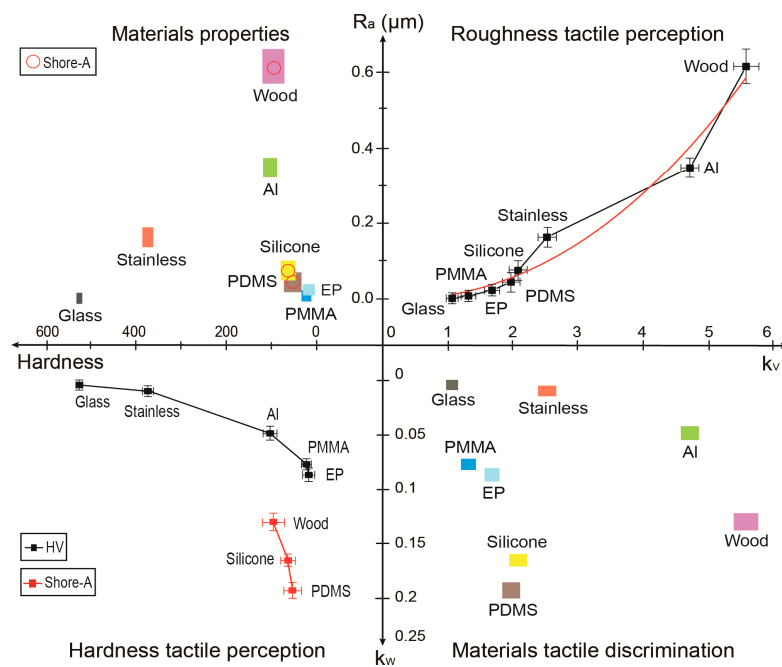 Materials properties
Rₐ (µm)
Roughness tactile perception
Shore-A
Wood
Al
Stainless
Glass
Silicone
PDMS
EP
PMMA
0.6
0.4
0.2
0.0
Wood
Al
Stainless
Silicone
PMMA
PDMS
EP
Glass
600 400 200 0 0 1 2 3 4 5 6
Hardness
kᵥ
Glass
Stainless
Al
PMMA
EP
Wood
Silicone
PDMS
HV
Shore-A
0
0.05
0.1
0.15
0.2
0.25
Glass
Stainless
Al
PMMA
EP
Wood
Silicone
PDMS
Hardness tactile perception
k_W
Materials tactile discrimination